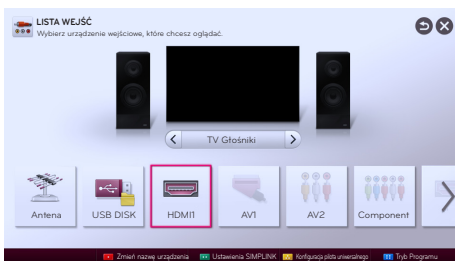 LISTA WEJŚĆ
Wybierz urządzenie wejściowe, które chcesz oglądać.
TV Głośniki
Antena
USB DISK
HDMI1
AV1
AV2
Component
Zmień nazwę urządzenia
Ustawienia SIMPLINK
Konfiguracja pilota uniwersalnego
Tryb Programu